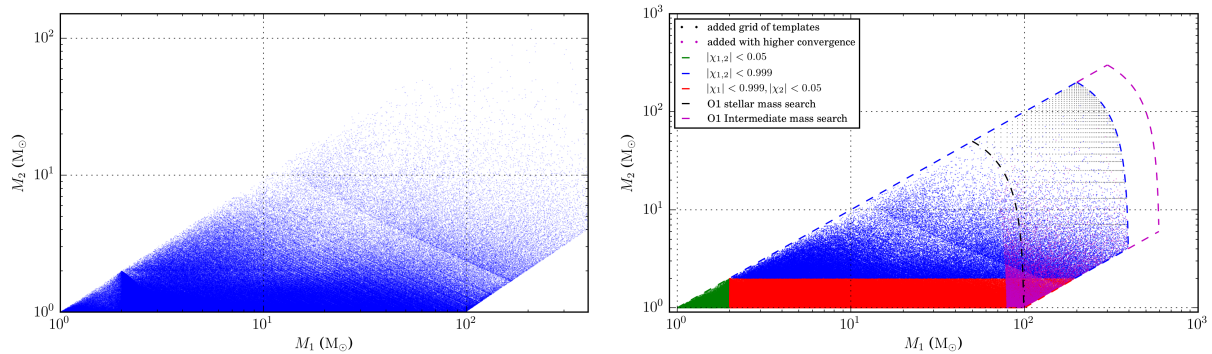 10²
10¹
10⁰
M₂ (M☉)
10⁰
10¹
10²
M₁ (M☉)
10³
10²
10¹
10⁰
M₂ (M☉)
added grid of templates
added with higher convergence
|χ₁,₂| < 0.05
|χ₁,₂| < 0.999
|χ₁| < 0.999, |χ₂| < 0.05
O1 stellar mass search
O1 Intermediate mass search
10⁰
10¹
10²
10³
M₁ (M☉)